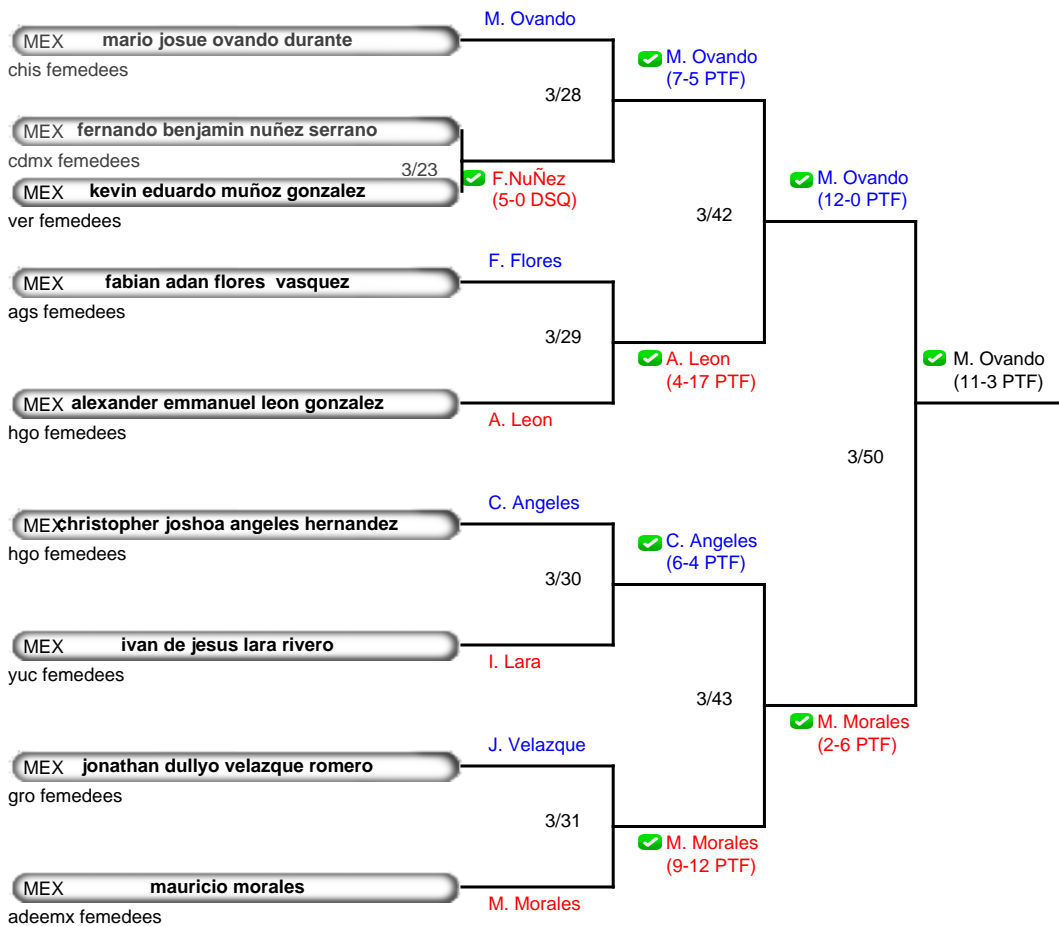 M. Ovando
MEX mario josue ovando durante
chis femedees
M. Ovando
(7-5 PTF)
3/28
MEX fernando benjamin nuñez serrano
cdmx femedees
3/23
F.NuÑez
(5-0 DSQ)
MEX kevin eduardo muñoz gonzalez
ver femedees
M. Ovando
(12-0 PTF)
3/42
F. Flores
MEX fabian adan flores vasquez
ags femedees
3/29
A. Leon
(4-17 PTF)
M. Ovando
(11-3 PTF)
MEX alexander emmanuel leon gonzalez
hgo femedees
A. Leon
3/50
C. Angeles
MEX christopher joshoa angeles hernandez
hgo femedees
C. Angeles
(6-4 PTF)
3/30
MEX ivan de jesus lara rivero
yuc femedees
I. Lara
3/43
M. Morales
(2-6 PTF)
J. Velazque
MEX jonathan dullyo velazque romero
gro femedees
3/31
M. Morales
(9-12 PTF)
MEX mauricio morales
adeemx femedees
M. Morales